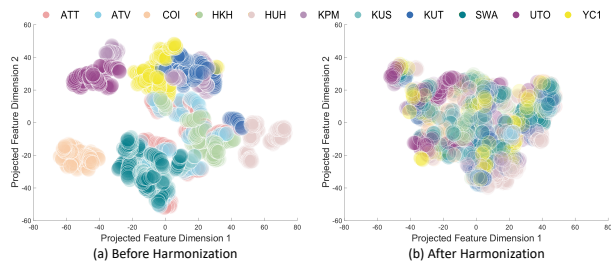 ATT ATV COI HKH HUH KPM KUS KUT SWA UTO YC1
Projected Feature Dimension 2
60
40
20
0
-20
-40
-60
-80 -60 -40 -20 0 20 40 60 80
Projected Feature Dimension 1
(a) Before Harmonization
Projected Feature Dimension 2
60
40
20
0
-20
-40
-60
-80 -60 -40 -20 0 20 40 60 80
Projected Feature Dimension 1
(b) After Harmonization